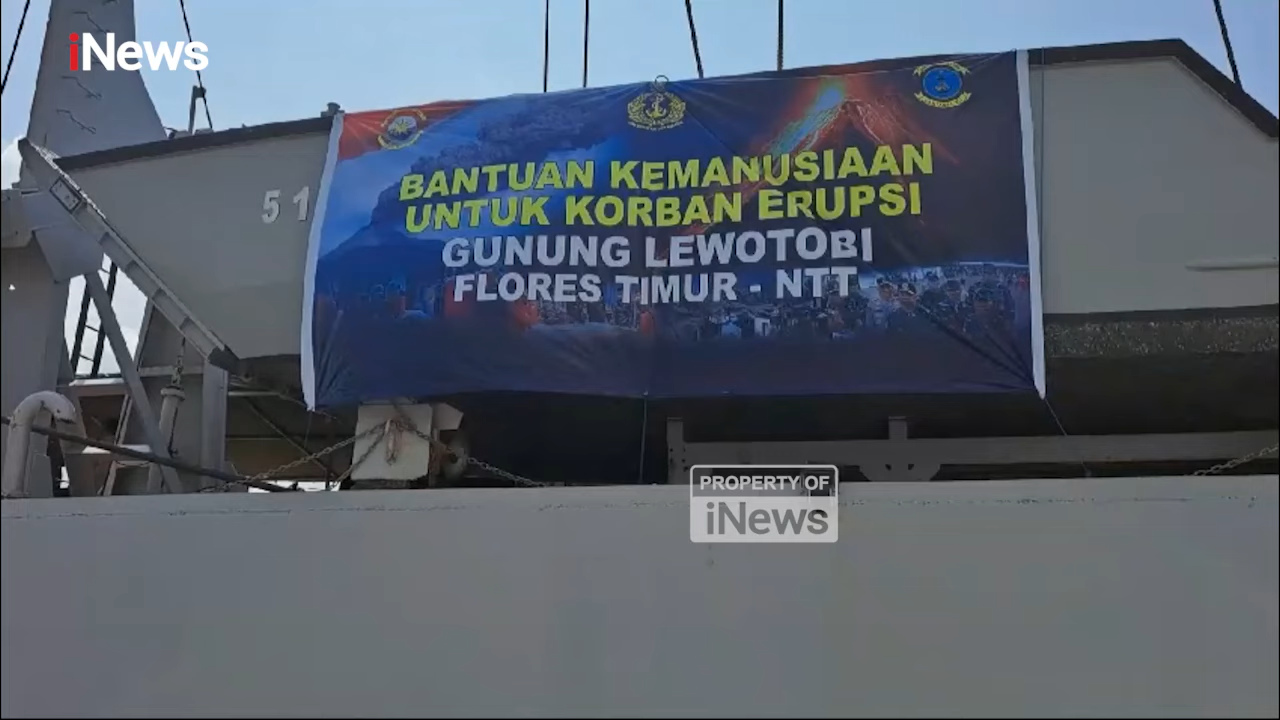 iNews
BANTUAN KEMANUSIAAN
UNTUK KORBAN ERUPSI
GUNUNG LEWOTOBI
FLORES TIMUR - NTT
51
PROPERTY OF
iNews